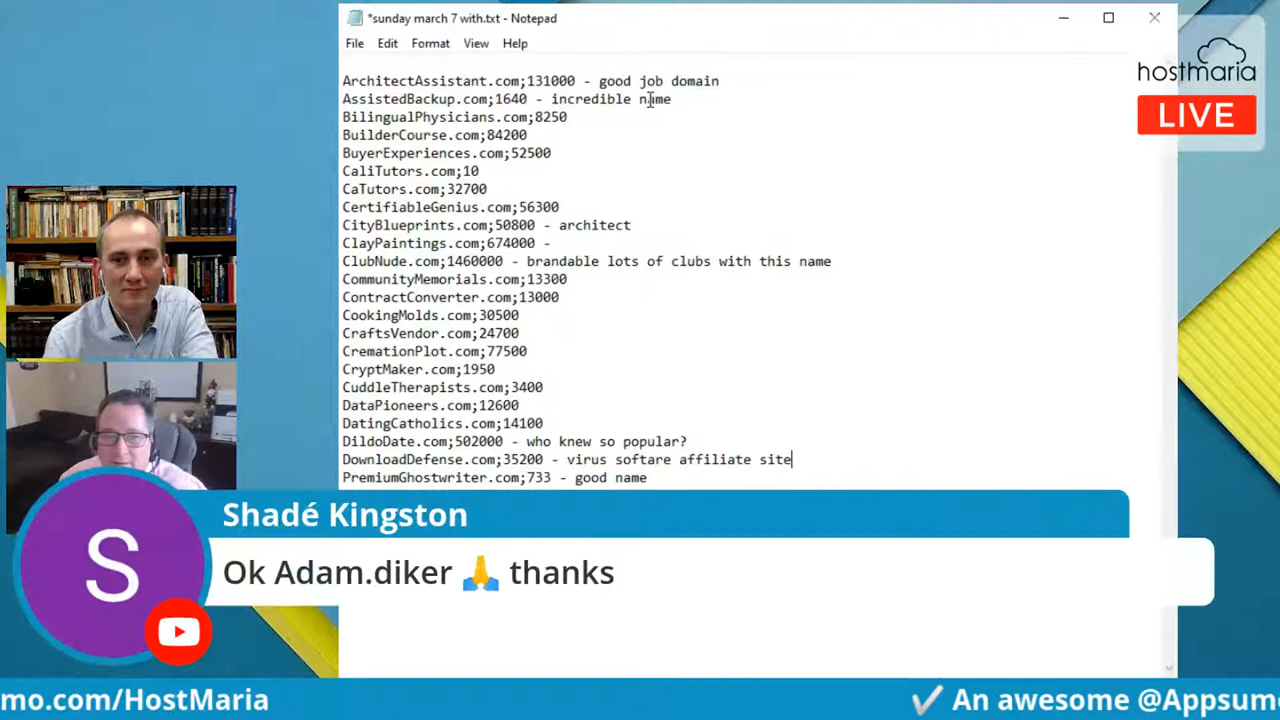 *sunday march 7 with.txt - Notepad
File Edit Format View Help
hostmaria
LIVE
ArchitectAssistant.com;131000 - good job domain
AssistedBackup.com;1640 - incredible name
BilingualPhysicians.com;8250
BuilderCourse.com;84200
BuyerExperiences.com;52500
CaliTutors.com;10
CaTutors.com;32700
CertifiableGenius.com;56300
CityBlueprints.com;50800 - architect
ClayPaintings.com;674000 -
ClubNude.com;1460000 - brandable lots of clubs with this name
CommunityMemorials.com;13300
ContractConverter.com;13000
CookingMolds.com;30500
CraftsVendor.com;24700
CremationPlot.com;77500
CryptMaker.com;1950
CuddleTherapists.com;3400
DataPioneers.com;12600
DatingCatholics.com;14100
DildoDate.com;502000 - who knew so popular?
DownloadDefense.com;35200 - virus softare affiliate site
PremiumGhostwriter.com;733 - good name
S
Shadé Kingston
Ok Adam.diker 🙏 thanks
mo.com/HostMaria ✔ An awesome @Appsum